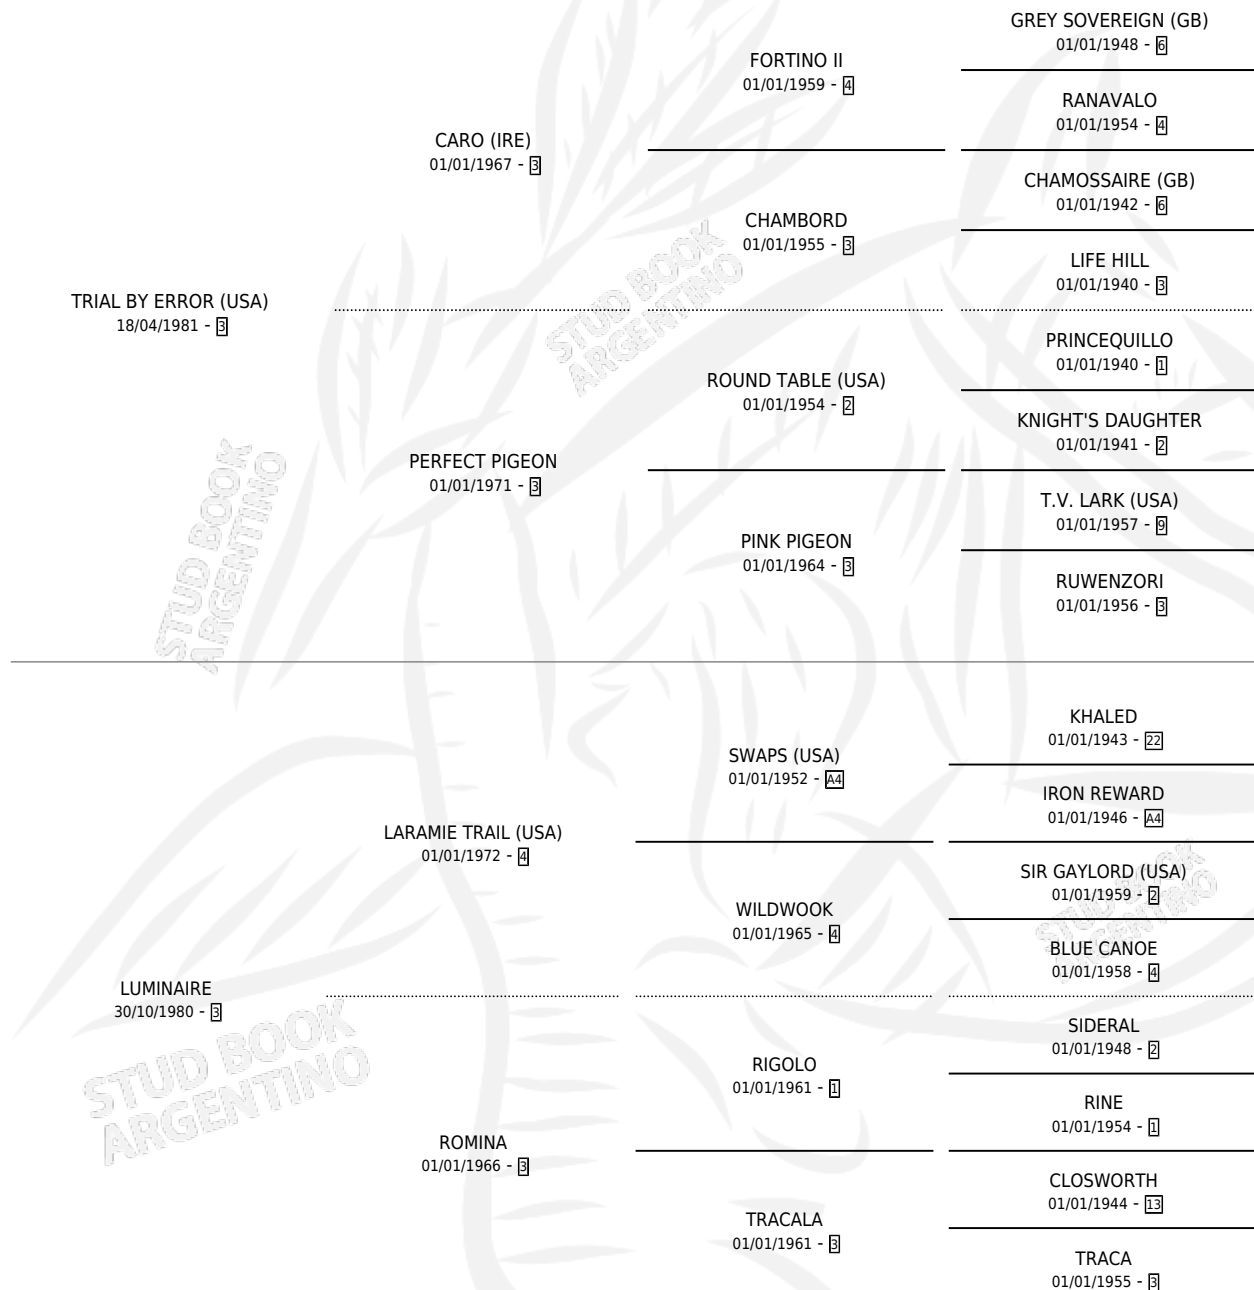 GREY SOVEREIGN (GB)
01/01/1948 - 6
FORTINO II
01/01/1959 - 4
RANAVALO
01/01/1954 - 4
CARO (IRE)
01/01/1967 - 3
CHAMOSSAIRE (GB)
01/01/1942 - 6
CHAMBORD
01/01/1955 - 3
LIFE HILL
01/01/1940 - 3
TRIAL BY ERROR (USA)
18/04/1981 - 3
STUD BOOK
ARGENTINO
PRINCEQUILLO
01/01/1940 - 1
ROUND TABLE (USA)
01/01/1954 - 2
KNIGHT'S DAUGHTER
01/01/1941 - 2
PERFECT PIGEON
01/01/1971 - 3
T.V. LARK (USA)
01/01/1957 - 9
PINK PIGEON
01/01/1964 - 3
RUWENZORI
01/01/1956 - 3
STUD BOOK
ARGENTINO
KHALED
01/01/1943 - 22
SWAPS (USA)
01/01/1952 - A4
IRON REWARD
01/01/1946 - A4
LARAMIE TRAIL (USA)
01/01/1972 - 4
SIR GAYLORD (USA)
01/01/1959 - 2
STUD BOOK
ARGENTINO
WILDWOOK
01/01/1965 - 4
BLUE CANOE
01/01/1958 - 4
LUMINAIRE
30/10/1980 - 3
STUD BOOK
ARGENTINO
SIDERAL
01/01/1948 - 2
RIGOLO
01/01/1961 - 1
RINE
01/01/1954 - 1
ROMINA
01/01/1966 - 3
CLOSWORTH
01/01/1944 - 13
TRACALA
01/01/1961 - 3
TRACA
01/01/1955 - 3